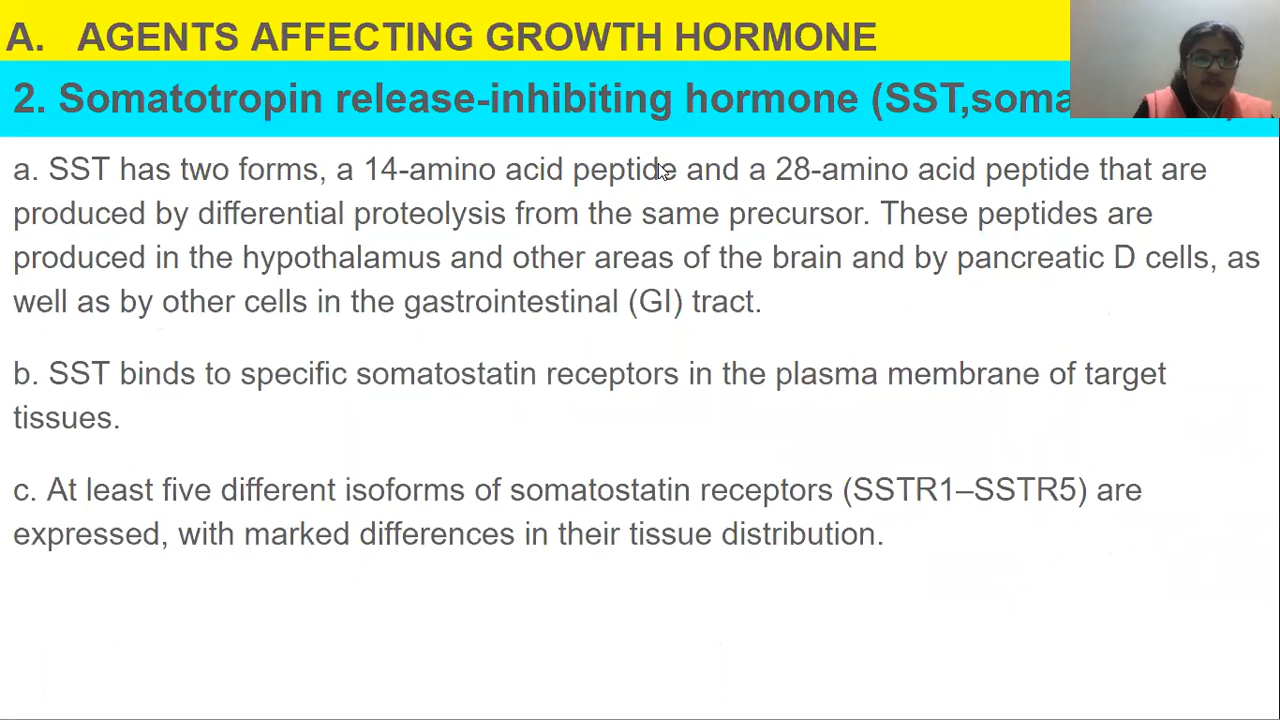 A. AGENTS AFFECTING GROWTH HORMONE
2. Somatotropin release-inhibiting hormone (SST,soma
a. SST has two forms, a 14-amino acid peptide and a 28-amino acid peptide that are
produced by differential proteolysis from the same precursor. These peptides are
produced in the hypothalamus and other areas of the brain and by pancreatic D cells, as
well as by other cells in the gastrointestinal (GI) tract.
b. SST binds to specific somatostatin receptors in the plasma membrane of target
tissues.
c. At least five different isoforms of somatostatin receptors (SSTR1–SSTR5) are
expressed, with marked differences in their tissue distribution.